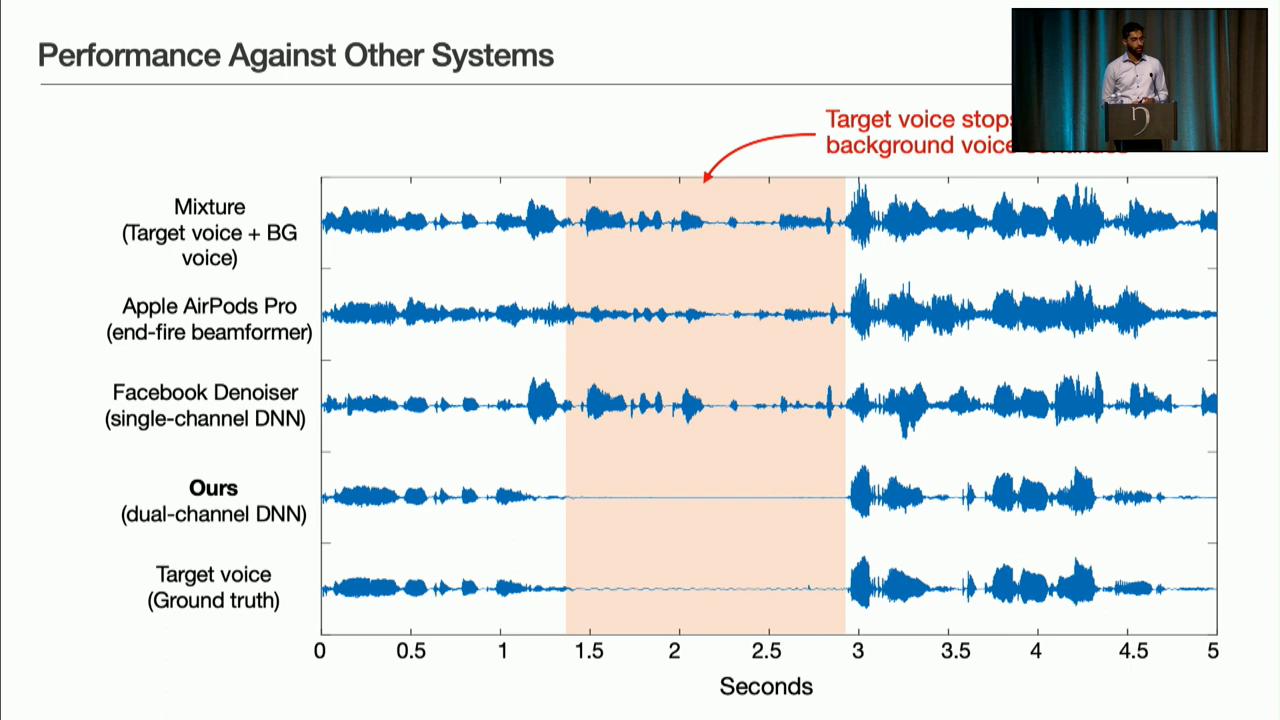 Performance Against Other Systems
Target voice stops
background voice
Mixture
(Target voice + BG
voice)
Apple AirPods Pro
(end-fire beamformer)
Facebook Denoiser
(single-channel DNN)
Ours
(dual-channel DNN)
Target voice
(Ground truth)
0 0.5 1 1.5 2 2.5 3 3.5 4 4.5 5
Seconds